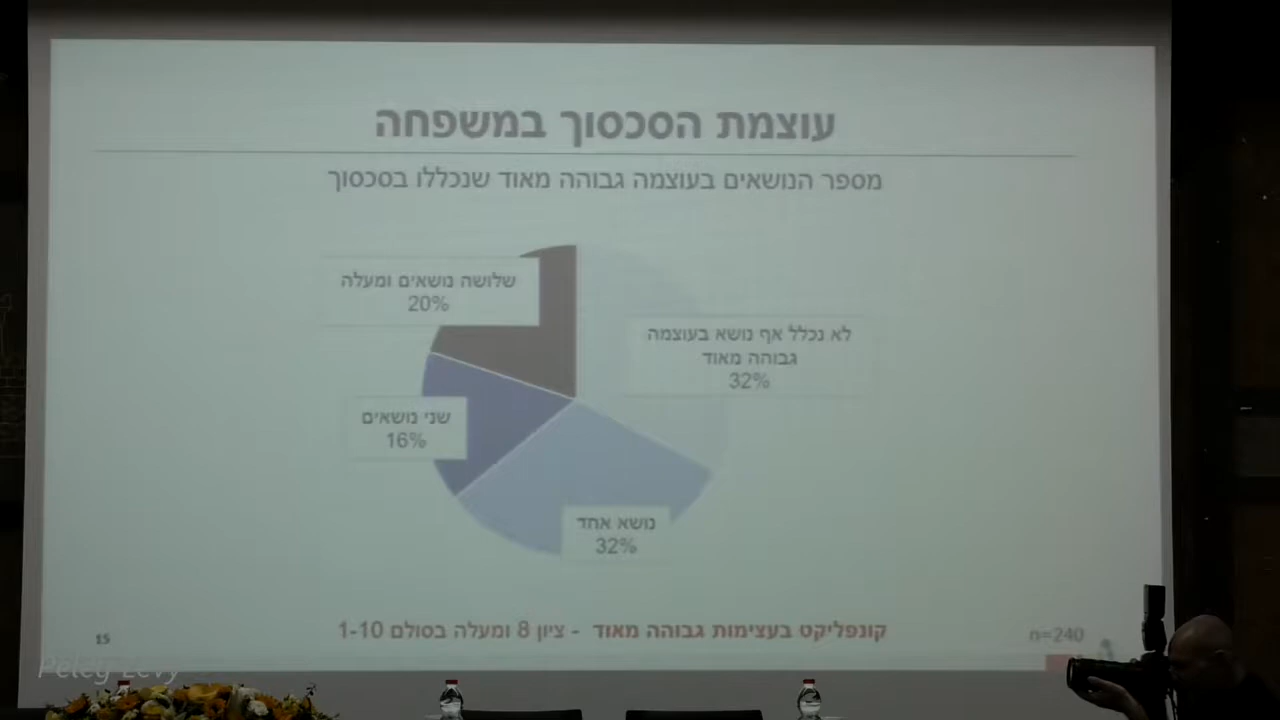 עוצמת הסכסוך במשפחה
מספר הנושאים בעוצמה גבוהה מאוד שנכללו בסכסוך
שלושה נושאים ומעלה
20%
לא נכלל אף נושא בעוצמה
גבוהה מאוד
32%
שני נושאים
16%
נושא אחד
32%
קונפליקט בעצימות גבוהה מאוד - ציון 8 ומעלה בסולם 1-10
n=240
15
Peleg Levy